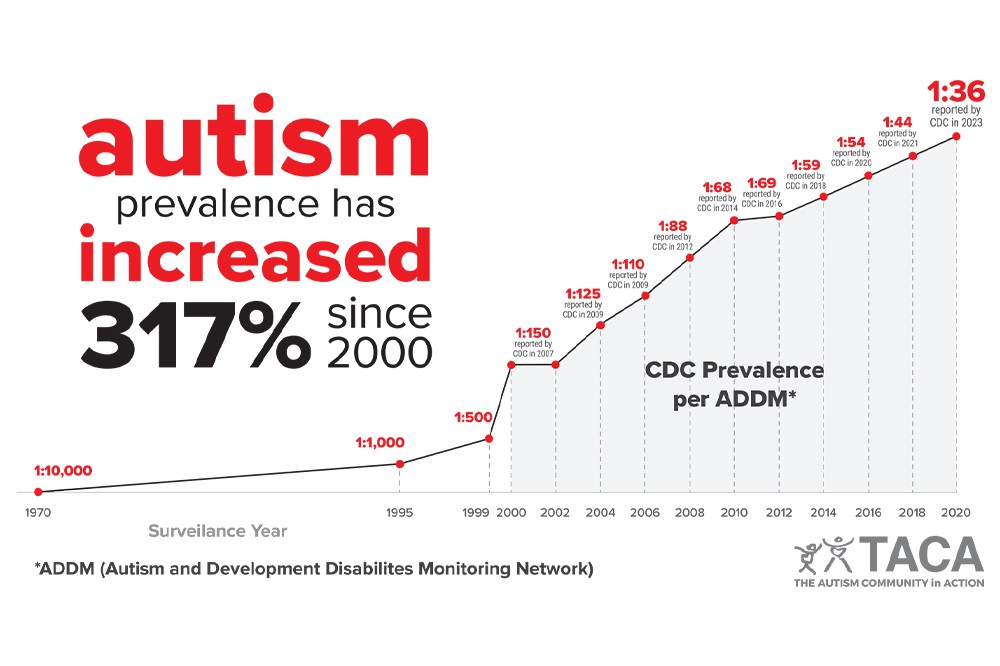 autism
prevalence has
increased
317% since
2000
1:10,000
1:1,000
1:500
1:150
reported by
CDC in 2007
1:125
reported by
CDC in 2009
1:110
reported by
CDC in 2009
1:88
reported by
CDC in 2012
1:68
reported by
CDC in 2014
1:69
reported by
CDC in 2016
1:59
reported by
CDC in 2018
1:54
reported by
CDC in 2020
1:44
reported by
CDC in 2021
1:36
reported by
CDC in 2023
CDC Prevalence
per ADDM*
1970 1995 1999 2000 2002 2004 2006 2008 2010 2012 2014 2016 2018 2020
Surveilance Year
*ADDM (Autism and Development Disabilites Monitoring Network)
TACA
THE AUTISM COMMUNITY in ACTION